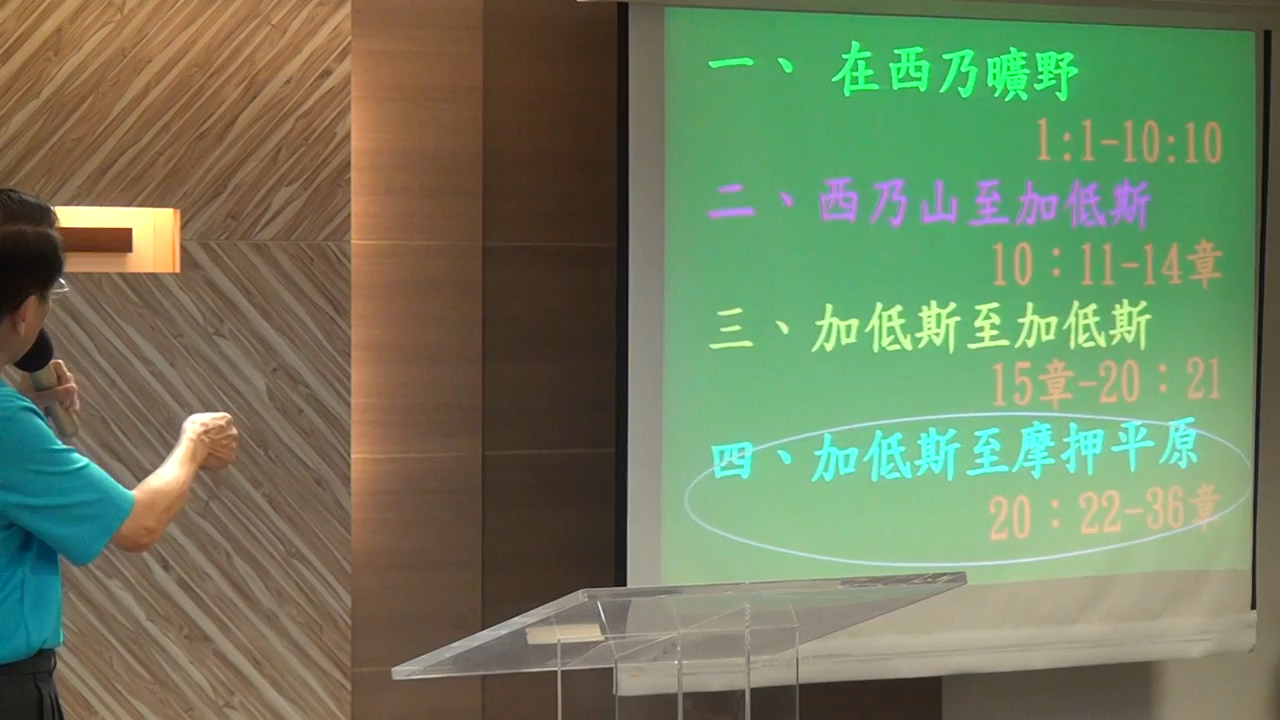 一、在西乃曠野
1:1-10:10
二、西乃山至加低斯
10：11-14章
三、加低斯至加低斯
15章-20：21
四、加低斯至摩押平原
20：22-36章